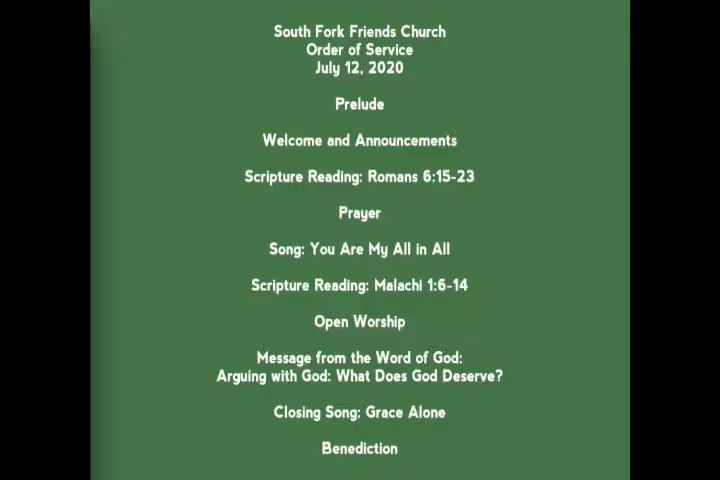 South Fork Friends Church
Order of Service
July 12, 2020
Prelude
Welcome and Announcements
Scripture Reading: Romans 6:15-23
Prayer
Song: You Are My All in All
Scripture Reading: Malachi 1:6-14
Open Worship
Message from the Word of God:
Arguing with God: What Does God Deserve?
Closing Song: Grace Alone
Benediction